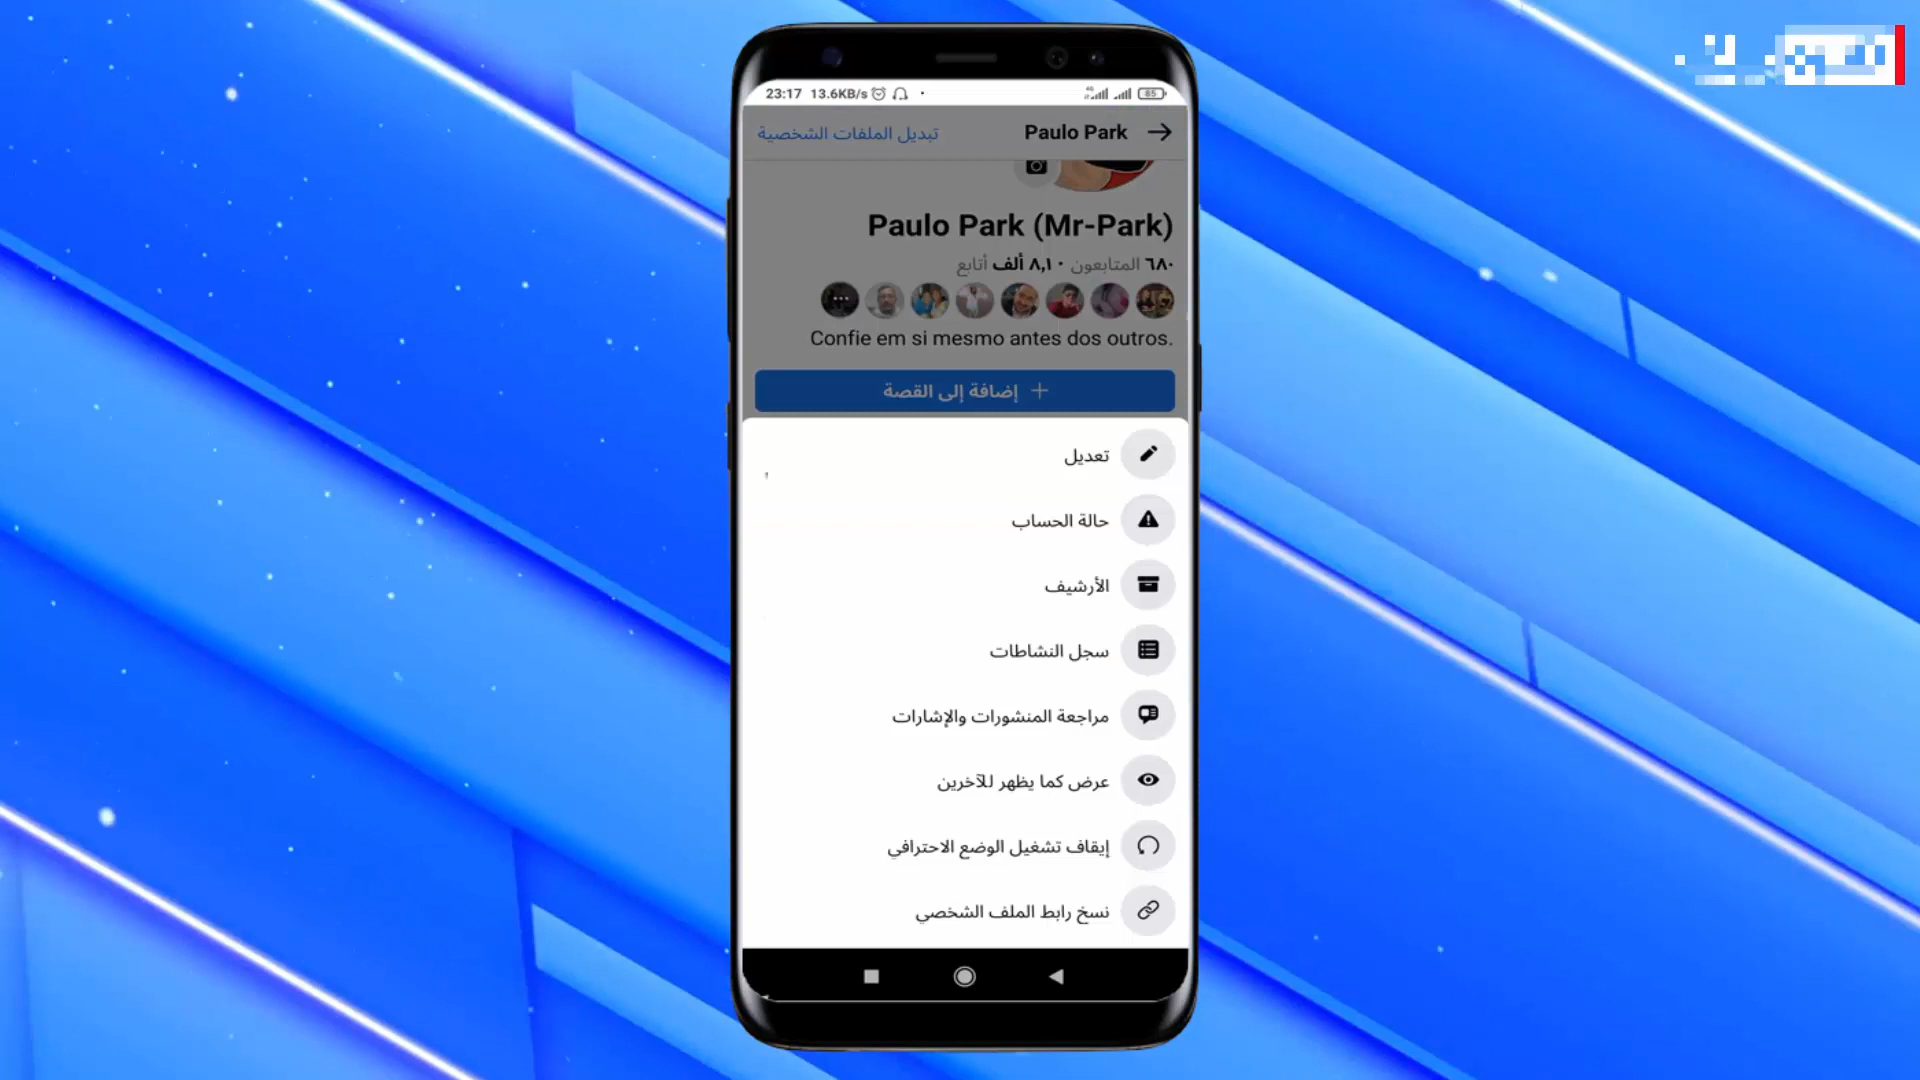 23:17 13.6KB/s
4G
85
Paulo Park
تبديل الملفات الشخصية
Paulo Park (Mr-Park)
٦٨٠ المتابعون • ٨,١ ألف أتابع
Confie em si mesmo antes dos outros.
+ إضافة إلى القصة
تعديل
حالة الحساب
الأرشيف
سجل النشاطات
مراجعة المنشورات والإشارات
عرض كما يظهر للآخرين
إيقاف تشغيل الوضع الاحترافي
نسخ رابط الملف الشخصي